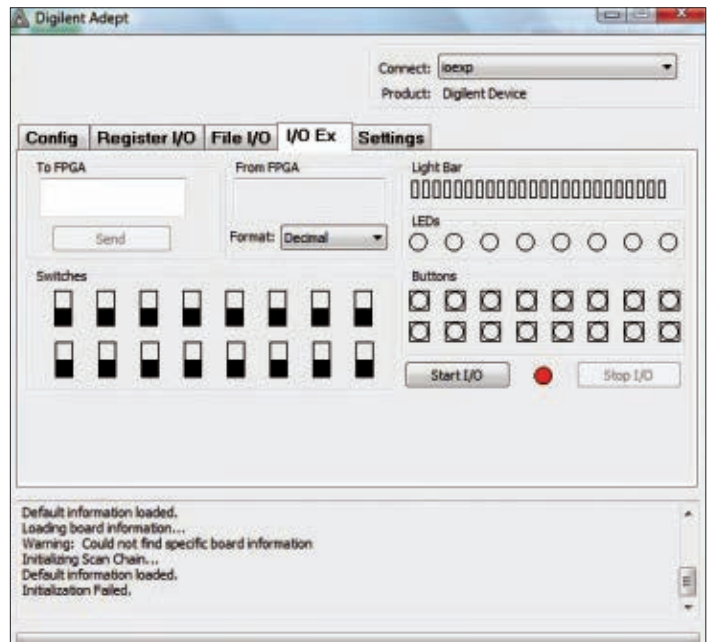 Digilent Adept
Connect: ioexp
Product: Digilent Device
Config Register I/O File I/O I/O Ex Settings
To FPGA
From FPGA
Light Bar
Send
Format: Decimal
LEDs
Switches
Buttons
Start I/O
Stop I/O
Default information loaded.
Loading board information...
Warning: Could not find specific board information
Initializing Scan Chain...
Default information loaded.
Initialization Failed.